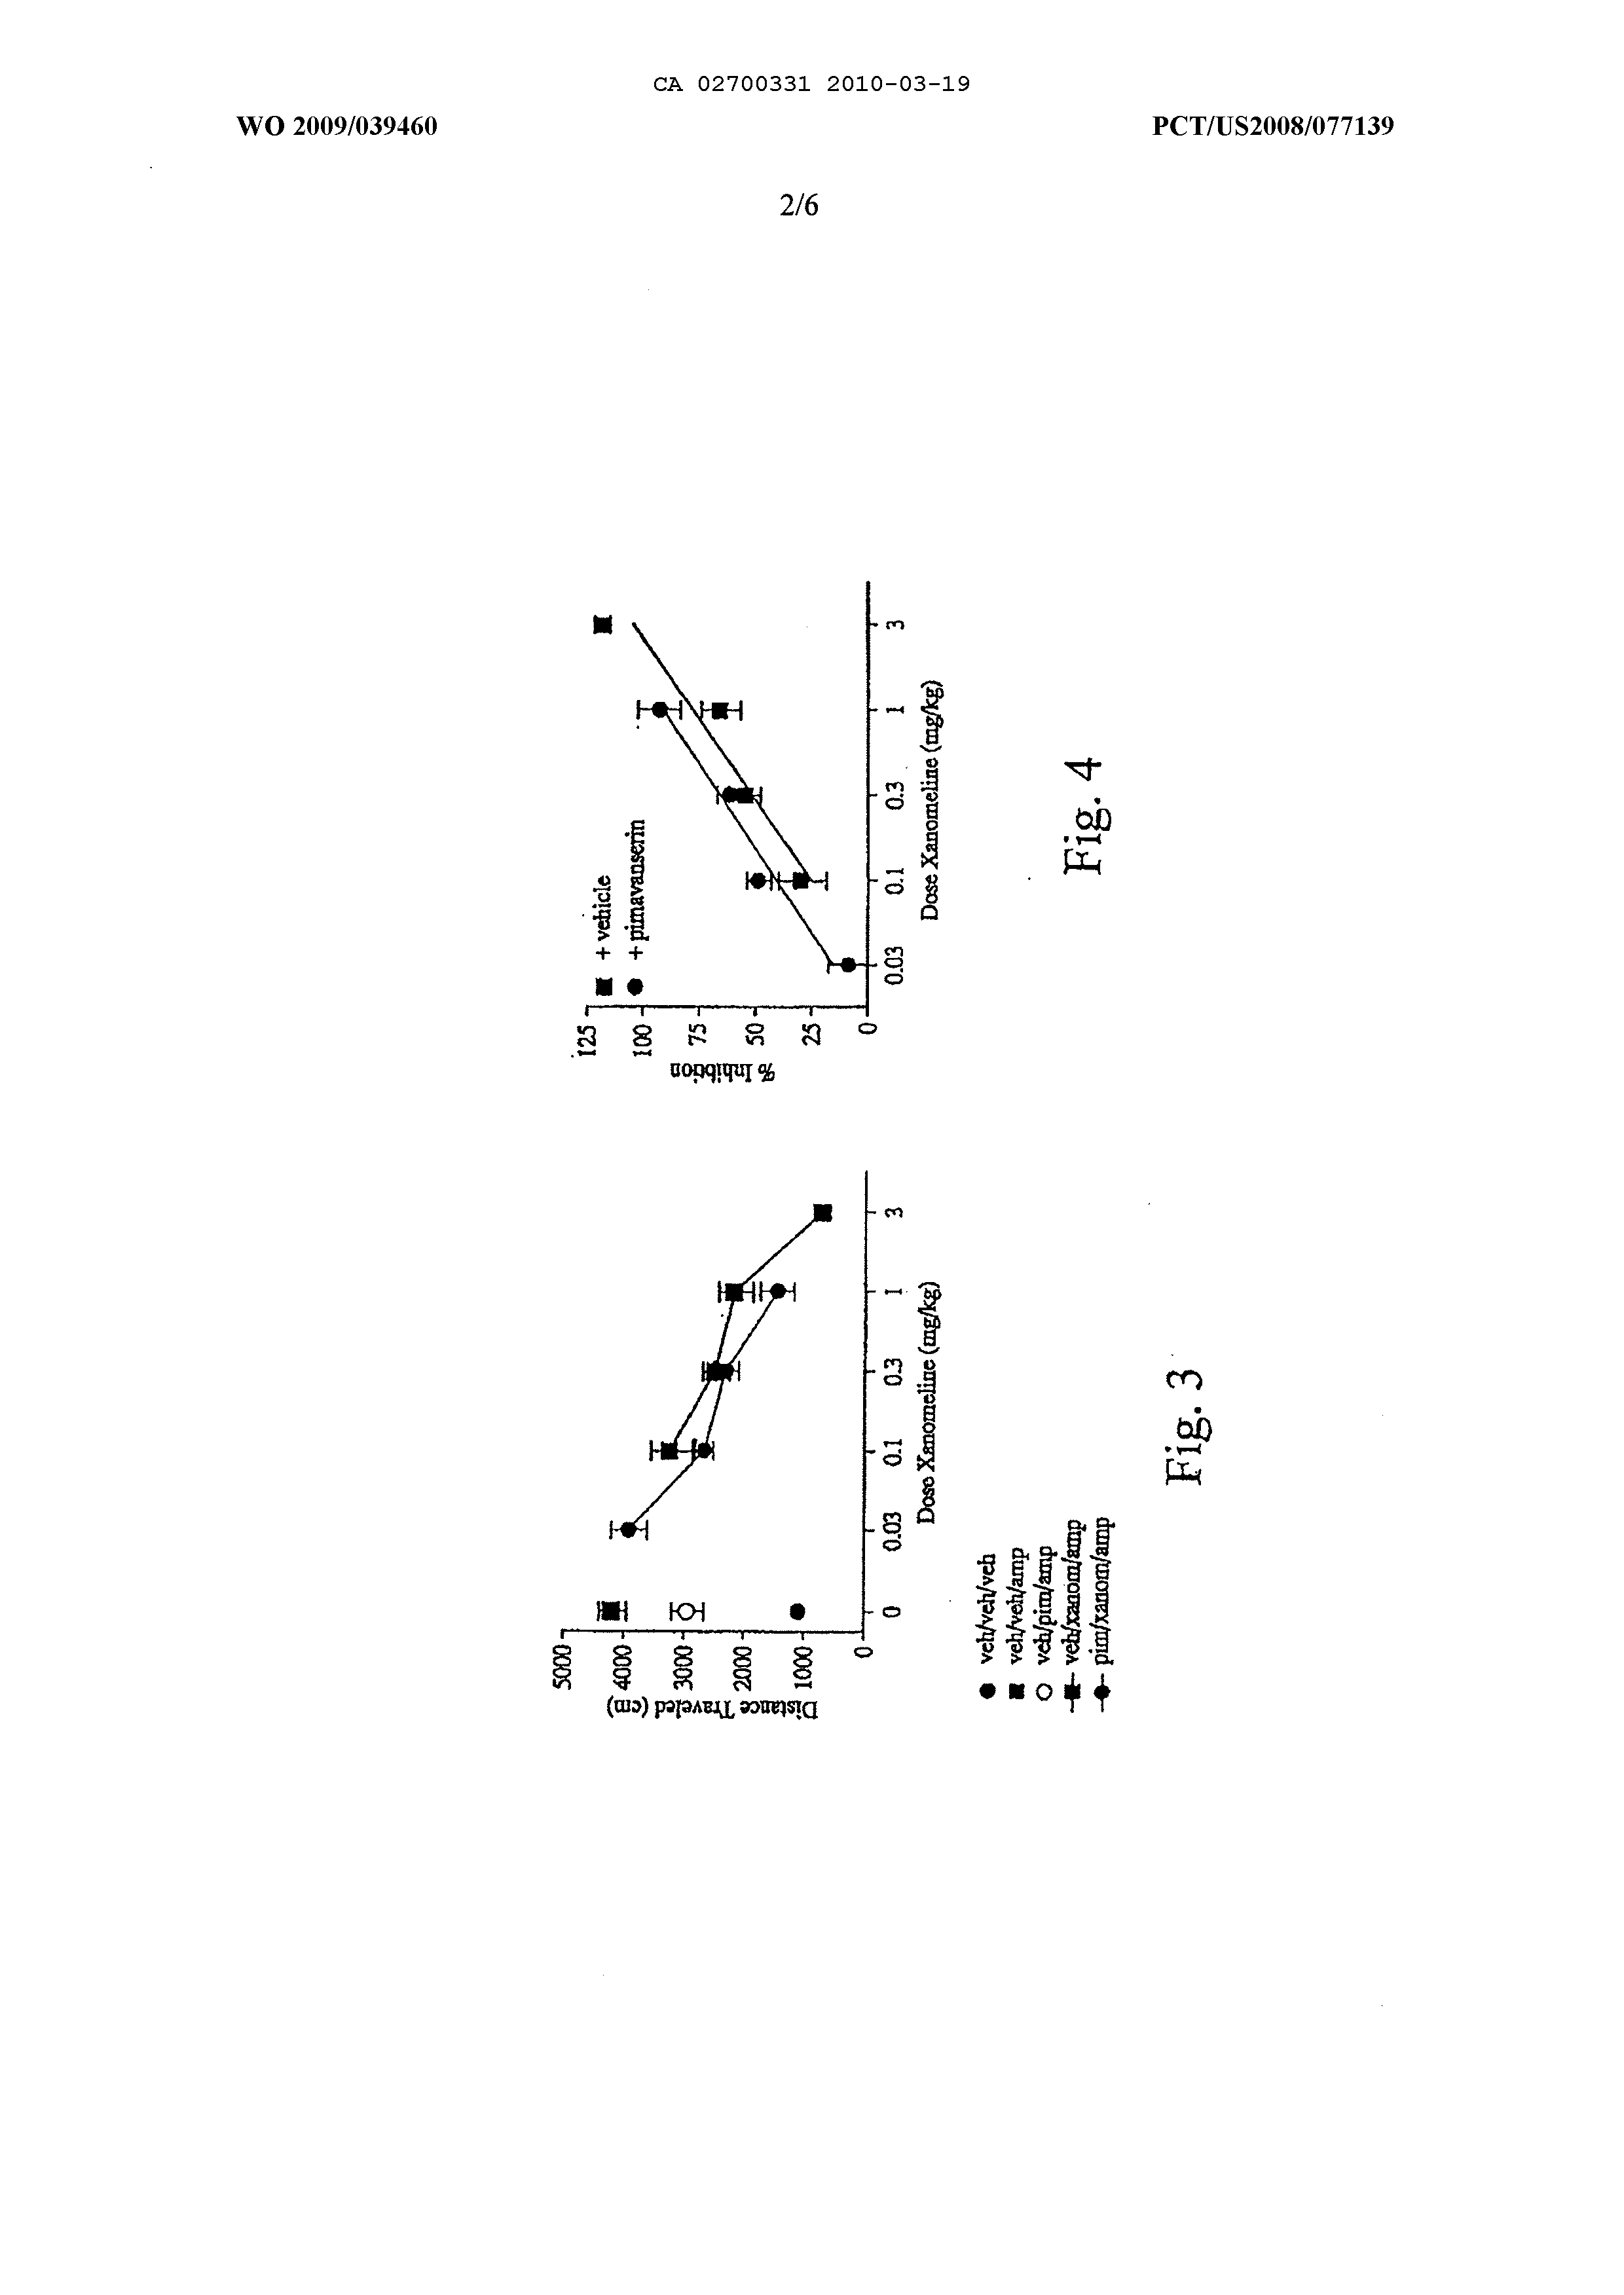 CA 02700331 2010-03-19
WO 2009/039460
PCT/US2008/077139
2/6
125
100
75
50
25
0
% Inhibition
+ vehicle
+ pimavanserin
0.03
0.1
0.3
1
3
Dose Xanomeline (mg/kg)
Fig. 4
5000
4000
3000
2000
1000
0
Distance Traveled (cm)
0
0.03
0.1
0.3
1
3
Dose Xanomeline (mg/kg)
veh/veh/veh
veh/veh/amp
veh/pim/amp
veh/xanom/amp
pim/xanom/amp
Fig. 3